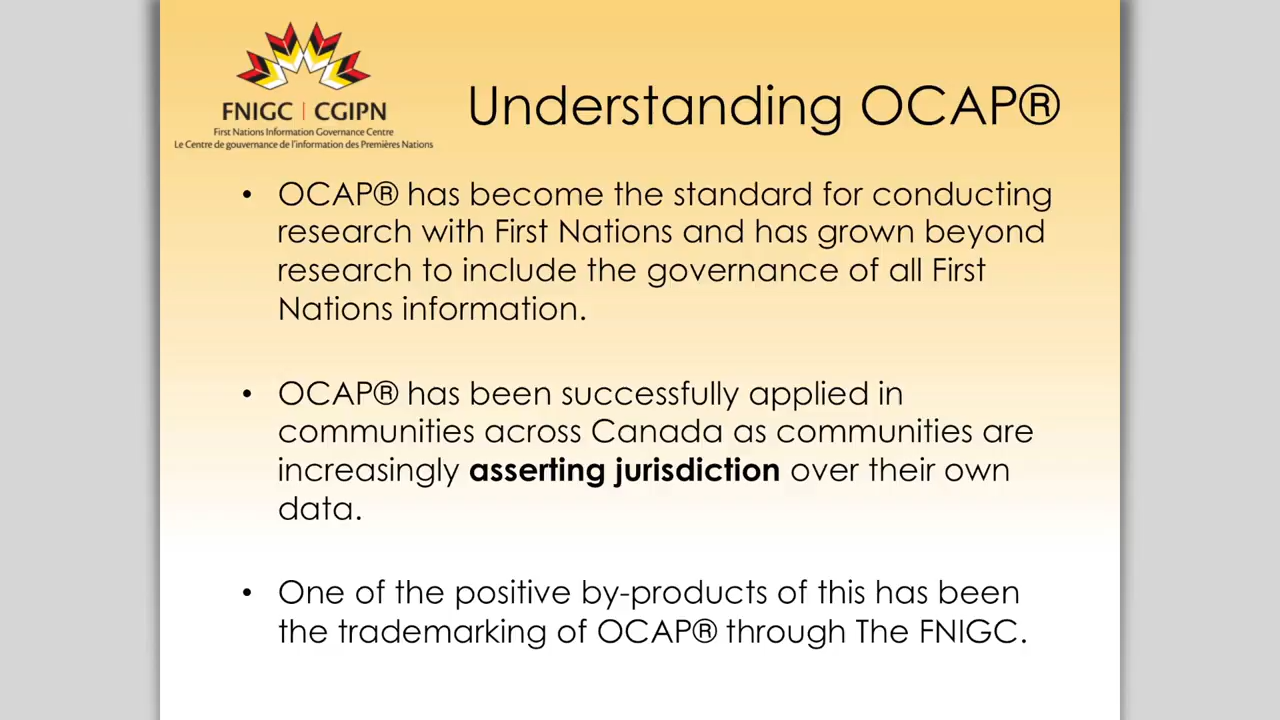 FNIGC | CGIPN
First Nations Information Governance Centre
Le Centre de gouvernance de l'information des Premières Nations
Understanding OCAP®
• OCAP® has become the standard for conducting
research with First Nations and has grown beyond
research to include the governance of all First
Nations information.
• OCAP® has been successfully applied in
communities across Canada as communities are
increasingly asserting jurisdiction over their own
data.
• One of the positive by-products of this has been
the trademarking of OCAP® through The FNIGC.